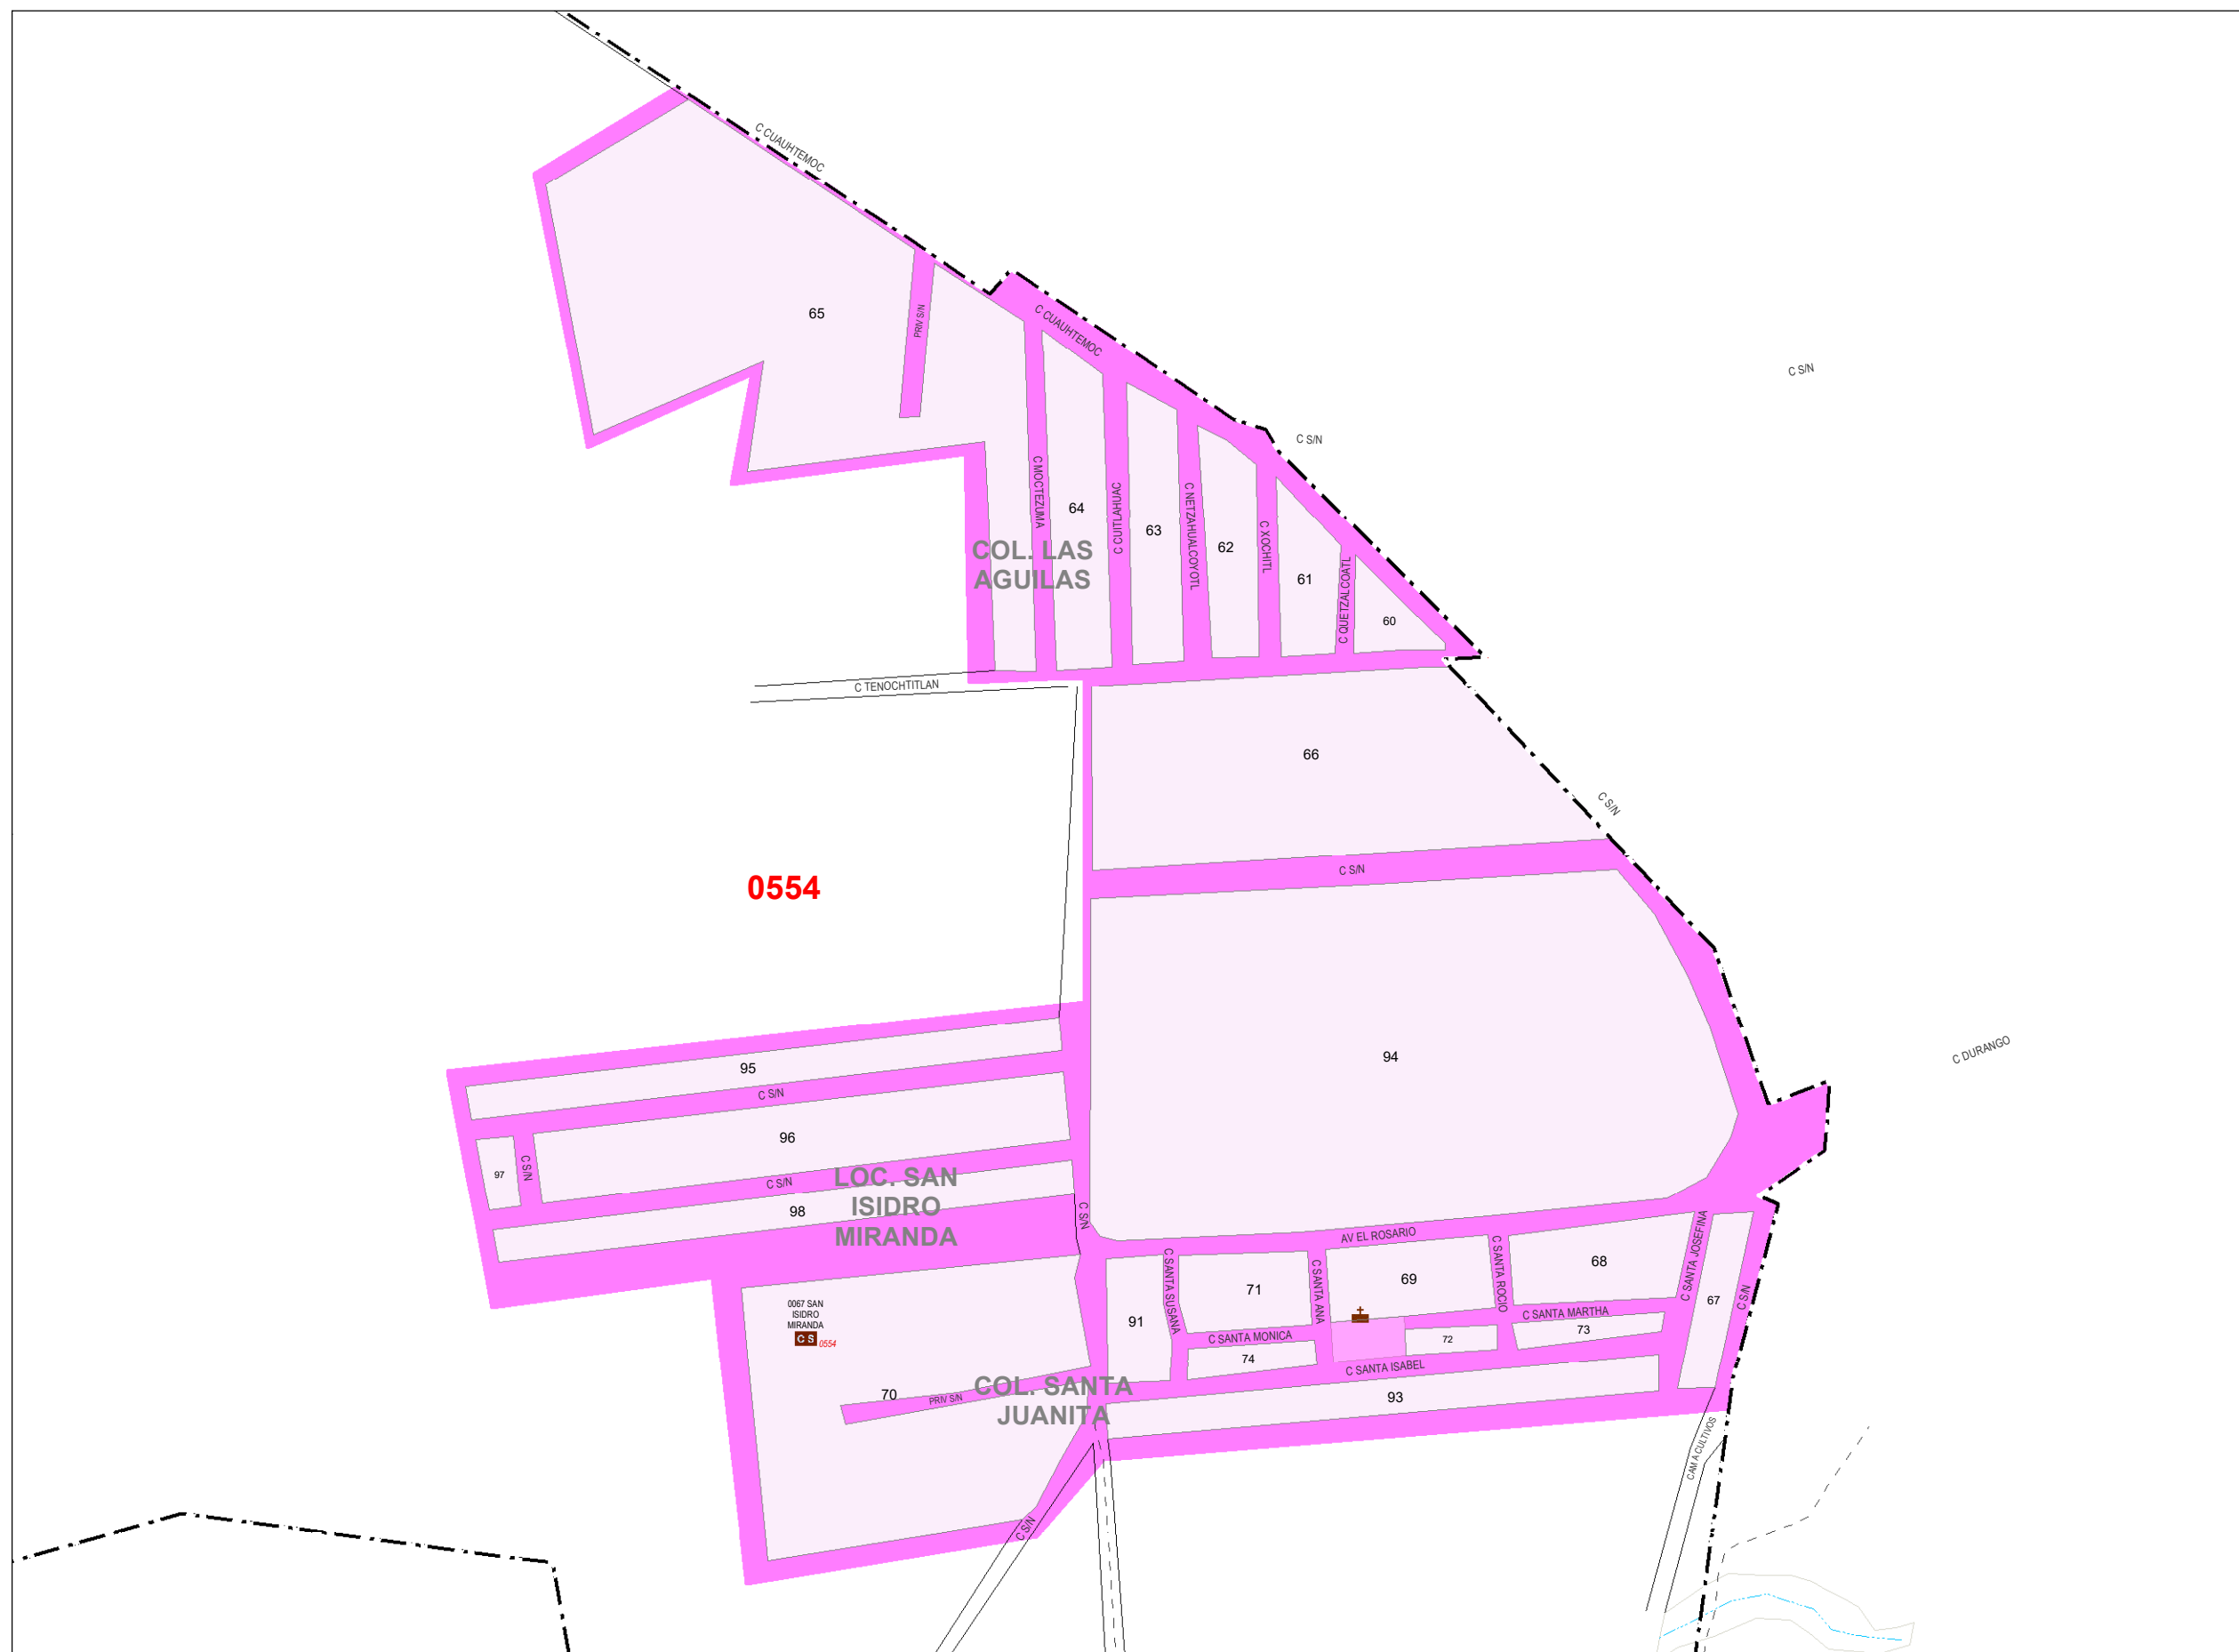 C CUAUHTEMOC
65
PRIV S/N
C CUAUHTEMOC
C S/N
C S/N
C MOCTEZUMA
64
C CUITLAHUAC
63
C NETZAHUALCOYOTL
62
C XOCHITL
61
C QUETZALCOATL
60
COL. LAS
AGUILAS
C TENOCHTITLAN
66
C S/N
C S/N
0554
94
C DURANGO
95
C S/N
96
97
C S/N
C S/N
98
LOC. SAN
ISIDRO
MIRANDA
C S/N
AV EL ROSARIO
C SANTA SUSANA
71
C SANTA ANA
69
C SANTA ROCIO
68
C SANTA JOSEFINA
67
C S/N
0067 SAN
ISIDRO
MIRANDA
C S
0554
91
C SANTA MONICA
74
72
C SANTA MARTHA
73
C SANTA ISABEL
93
70
PRIV S/N
COL. SANTA
JUANITA
CAM A CULTIVOS
C S/N